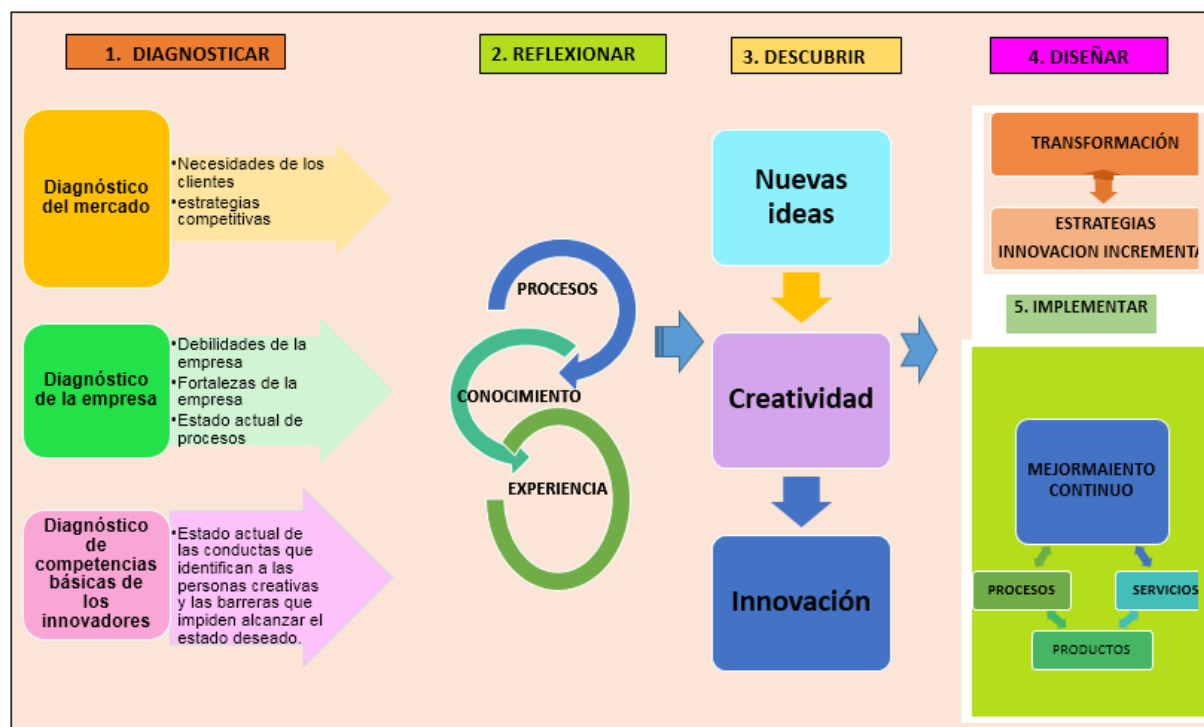 1. DIAGNOSTICAR
2. REFLEXIONAR
3. DESCUBRIR
4. DISEÑAR
Diagnóstico
del mercado
•Necesidades de los
clientes
•estrategias
competitivas
Diagnóstico
de la empresa
•Debilidades de la
empresa
•Fortalezas de la
empresa
•Estado actual de
procesos
Diagnóstico
de
competencias
básicas de
los
innovadores
•Estado actual de
las conductas que
identifican a las
personas creativas
y las barreras que
impiden alcanzar el
estado deseado.
PROCESOS
CONOCIMIENTO
EXPERIENCIA
Nuevas
ideas
Creatividad
Innovación
TRANSFORMACIÓN
ESTRATEGIAS
INNOVACION INCREMENTA
5. IMPLEMENTAR
MEJORMAIENTO
CONTINUO
PROCESOS
SERVICIOS
PRODUCTOS